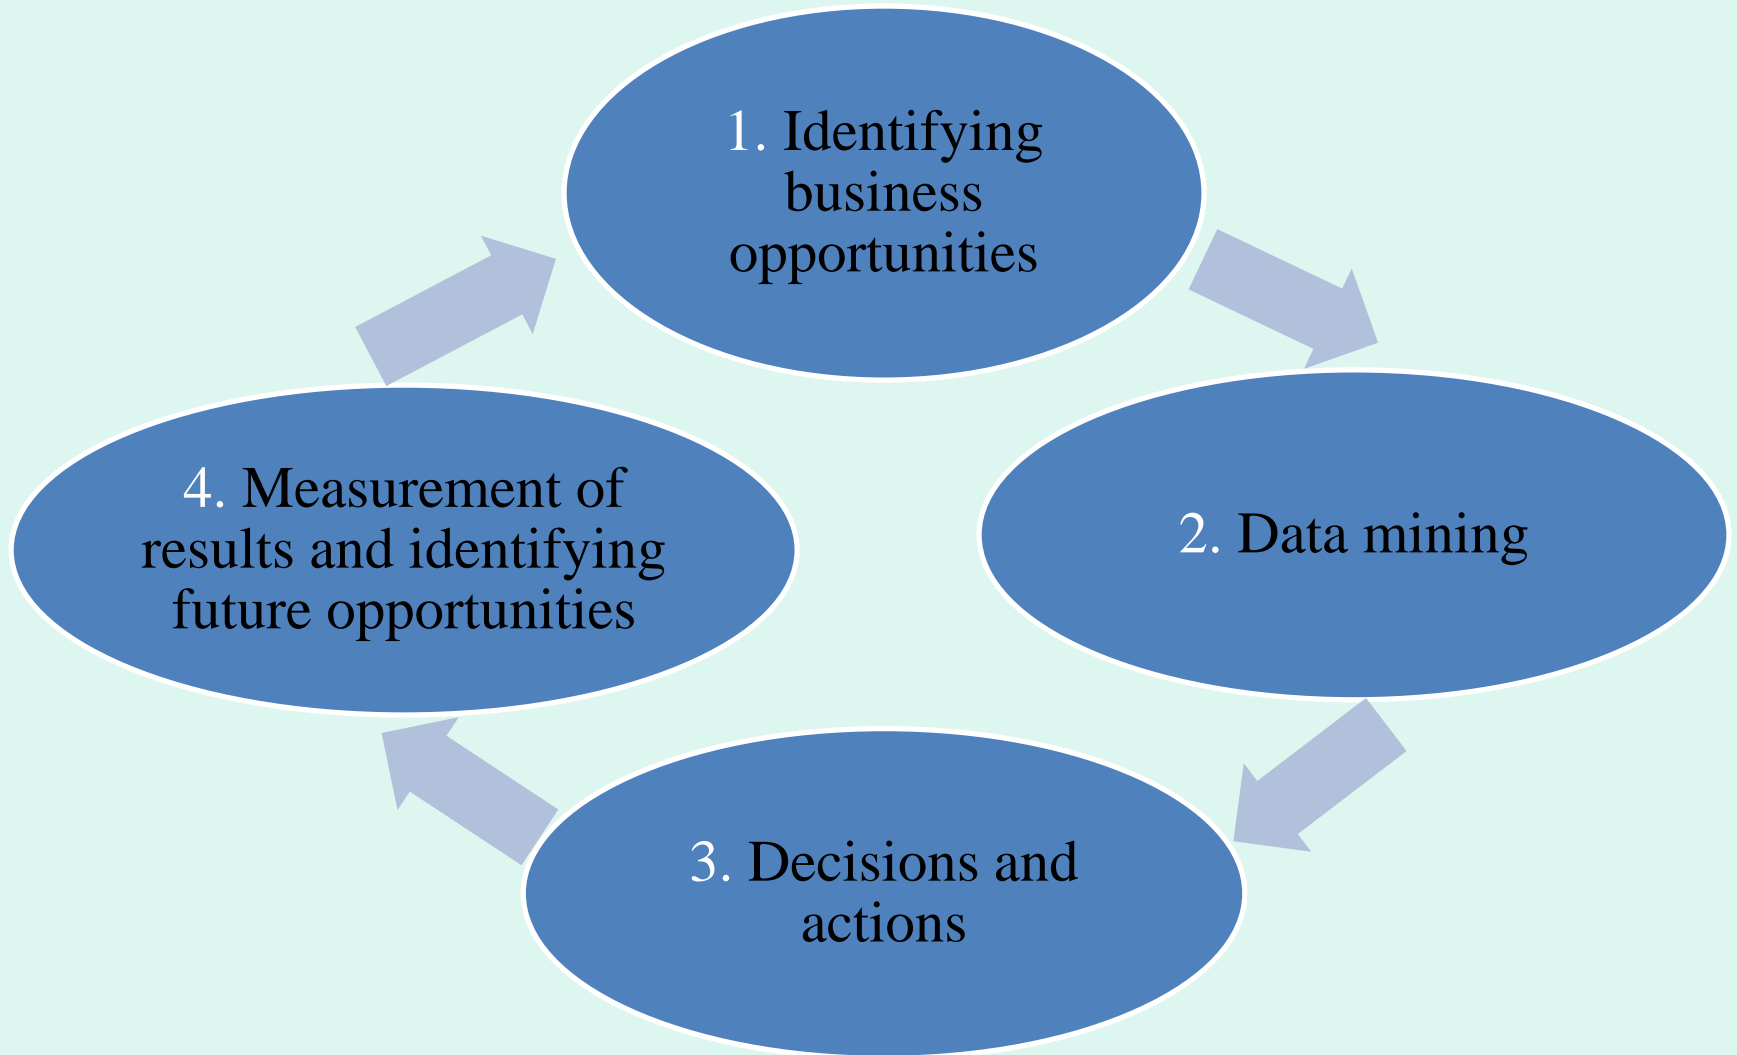 1. Identifying
business
opportunities
2. Data mining
3. Decisions and
actions
4. Measurement of
results and identifying
future opportunities